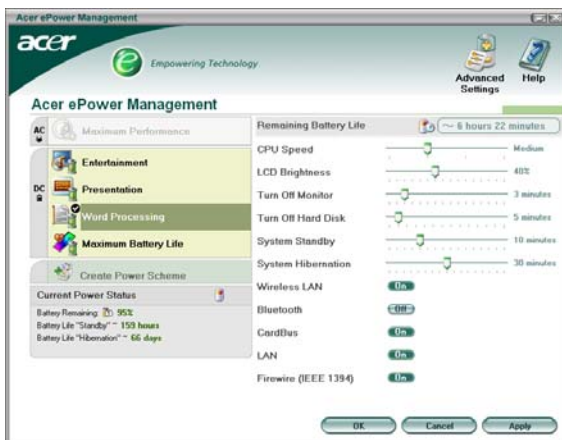 Acer ePower Management
acer
e
Empowering Technology
Advanced Settings
Help
Acer ePower Management
AC
Maximum Performance
DC
Entertainment
Presentation
Word Processing
Maximum Battery Life
Create Power Scheme
Current Power Status
Battery Remaining: 95%
Battery Life "Standby" ~ 159 hours
Battery Life "Hibernation" ~ 66 days
Remaining Battery Life ~ 6 hours 22 minutes
CPU Speed Medium
LCD Brightness 40%
Turn Off Monitor 3 minutes
Turn Off Hard Disk 5 minutes
System Standby 10 minutes
System Hibernation 30 minutes
Wireless LAN On
Bluetooth Off
CardBus On
LAN On
Firewire (IEEE 1394) On
OK Cancel Apply